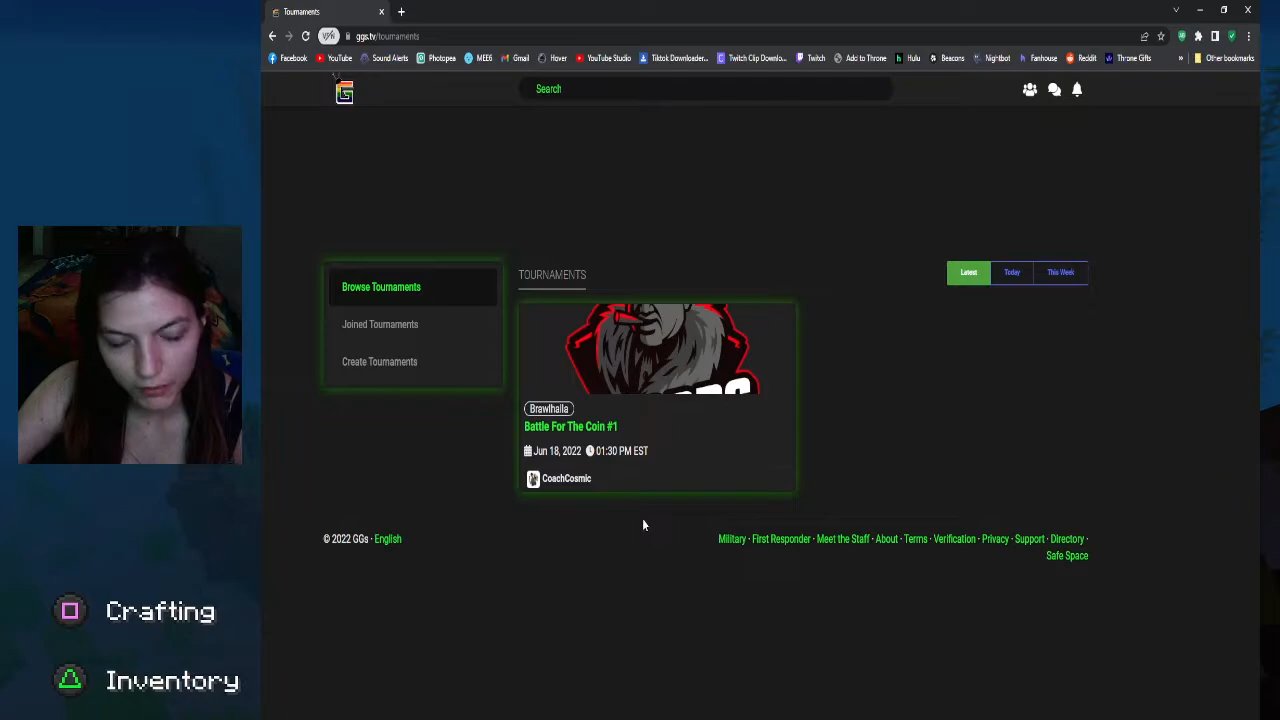 Tournaments
ggs.tv/tournaments
Facebook YouTube Sound Alerts Photopea MEE6 Gmail Hover YouTube Studio Tiktok Downloader... Twitch Clip Downlo... Twitch Add to Throne Hulu Beacons Nightbot Fanhouse Reddit Throne Gifts » Other bookmarks
Search
Browse Tournaments
Joined Tournaments
Create Tournaments
TOURNAMENTS
Latest Today This Week
Brawlhalla
Battle For The Coin #1
Jun 18, 2022 01:30 PM EST
CoachCosmic
© 2022 GGs · English
Military · First Responder · Meet the Staff · About · Terms · Verification · Privacy · Support · Directory ·
Safe Space
Crafting
Inventory